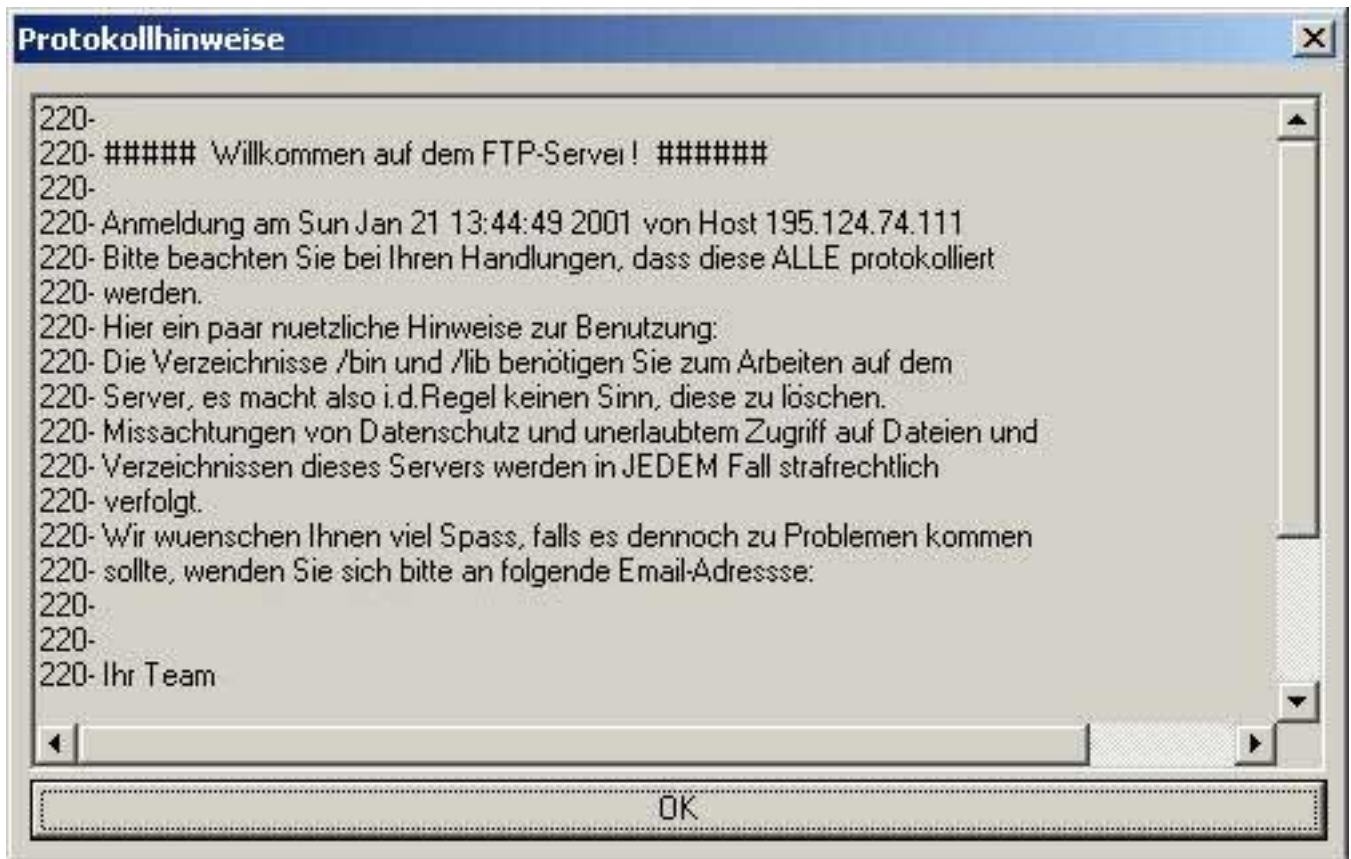 Protokollhinweise
220-
220- ##### Willkommen auf dem FTP-Server! ######
220-
220- Anmeldung am Sun Jan 21 13:44:49 2001 von Host 195.124.74.111
220- Bitte beachten Sie bei Ihren Handlungen, dass diese ALLE protokolliert
220- werden.
220- Hier ein paar nuetzliche Hinweise zur Benutzung:
220- Die Verzeichnisse /bin und /lib benötigen Sie zum Arbeiten auf dem
220- Server, es macht also i.d.Regel keinen Sinn, diese zu löschen.
220- Missachtungen von Datenschutz und unerlaubtem Zugriff auf Dateien und
220- Verzeichnissen dieses Servers werden in JEDEM Fall strafrechtlich
220- verfolgt.
220- Wir wuenschen Ihnen viel Spass, falls es dennoch zu Problemen kommen
220- sollte, wenden Sie sich bitte an folgende Email-Adressse:
220-
220-
220- Ihr Team
OK